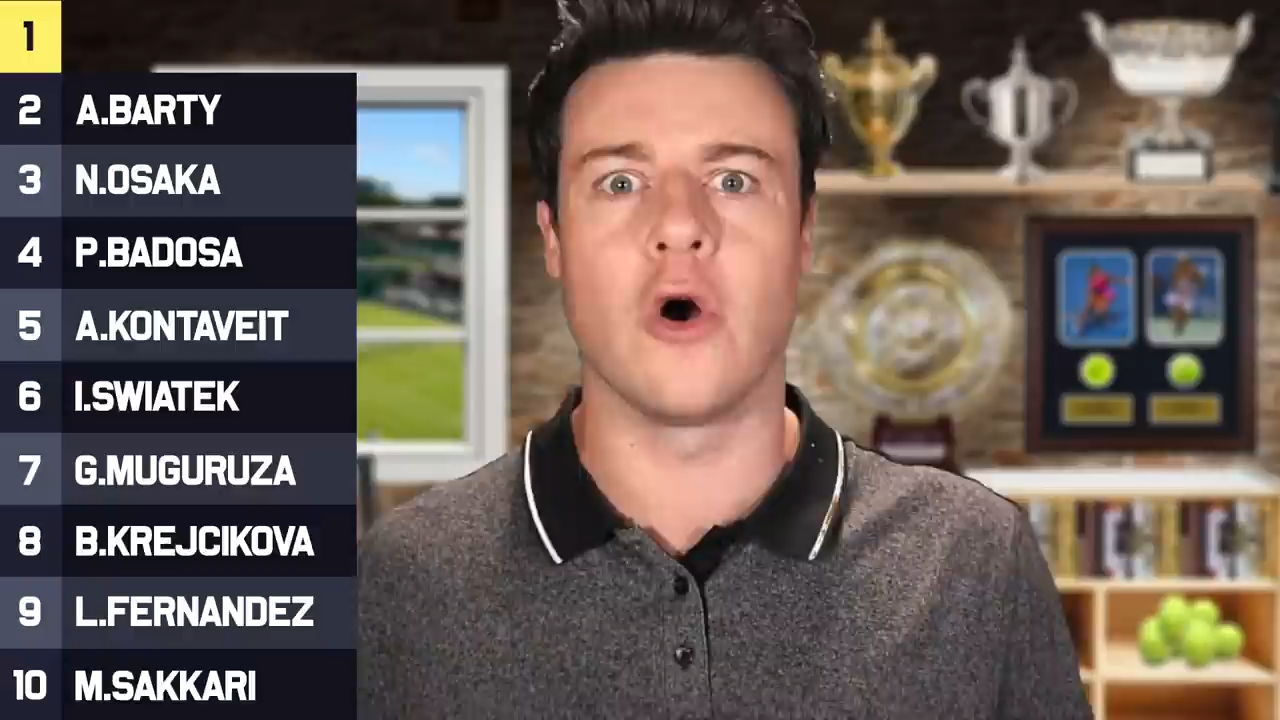 1
2 A.BARTY
3 N.OSAKA
4 P.BADOSA
5 A.KONTAVEIT
6 I.SWIATEK
7 G.MUGURUZA
8 B.KREJCIKOVA
9 L.FERNANDEZ
10 M.SAKKARI